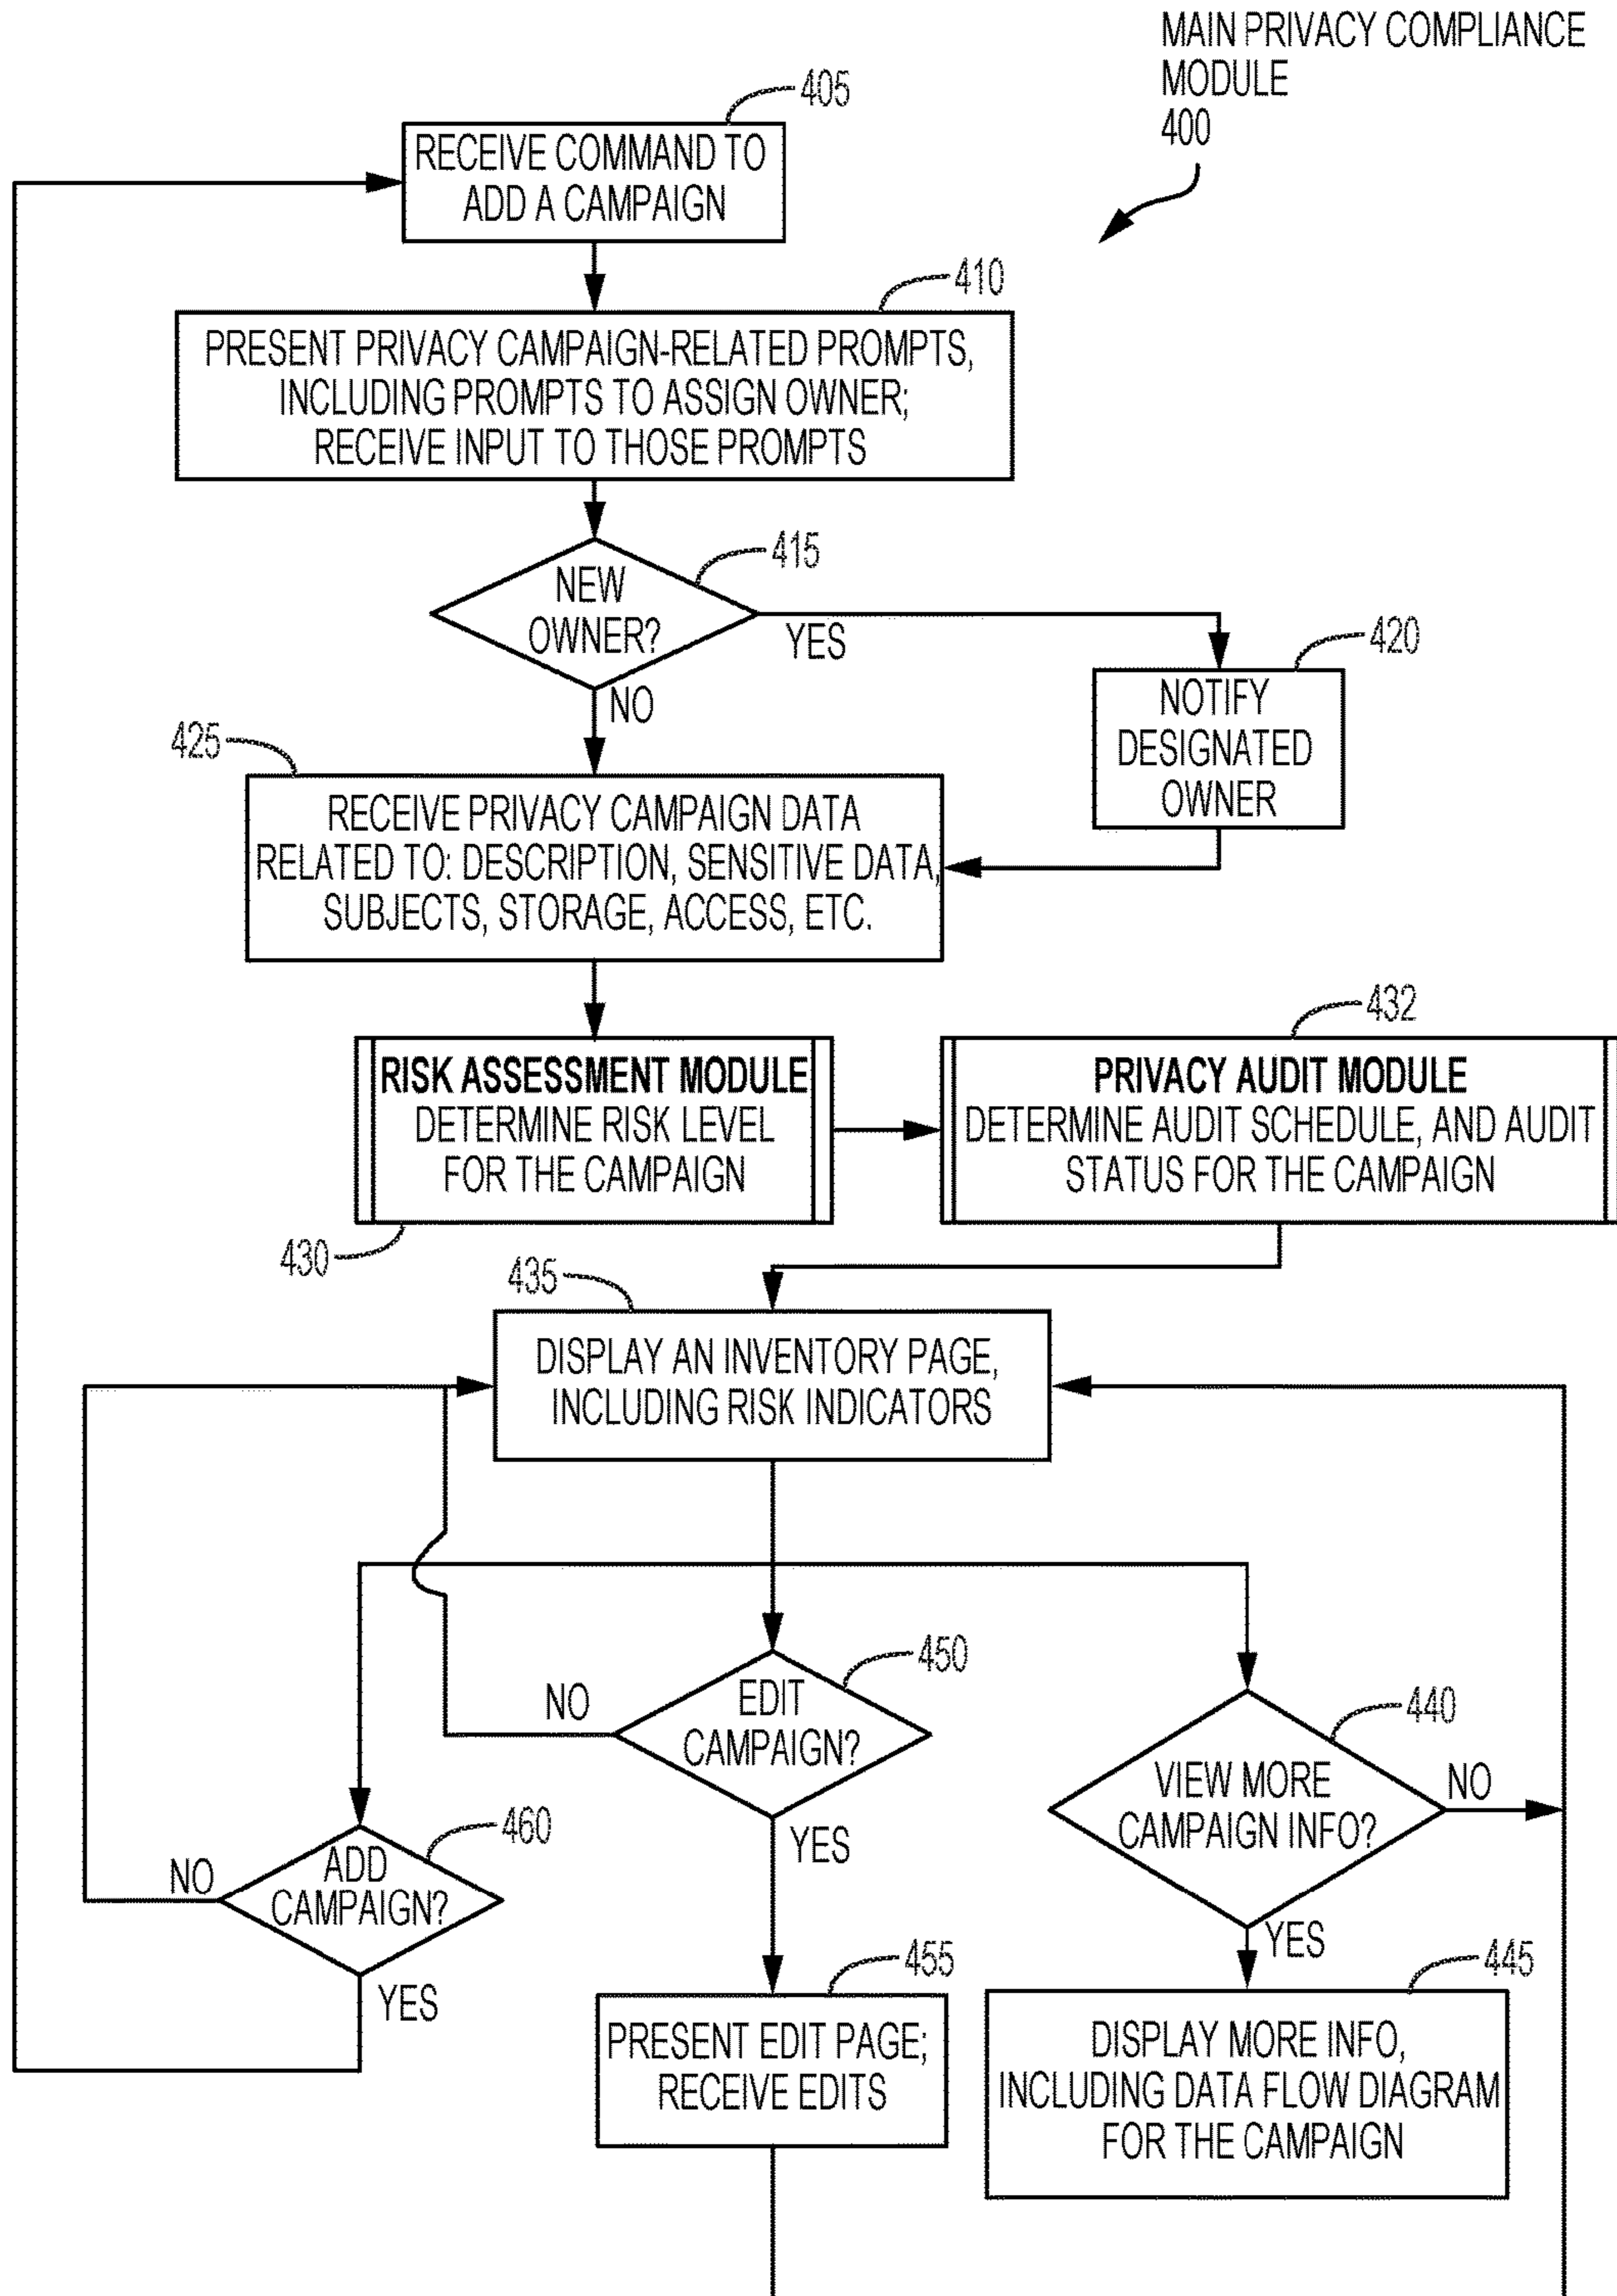 MAIN PRIVACY COMPLIANCE
MODULE
400
405
RECEIVE COMMAND TO
ADD A CAMPAIGN
410
PRESENT PRIVACY CAMPAIGN-RELATED PROMPTS,
INCLUDING PROMPTS TO ASSIGN OWNER;
RECEIVE INPUT TO THOSE PROMPTS
415
NEW
OWNER?
YES
NO
420
NOTIFY
DESIGNATED
OWNER
425
RECEIVE PRIVACY CAMPAIGN DATA
RELATED TO: DESCRIPTION, SENSITIVE DATA,
SUBJECTS, STORAGE, ACCESS, ETC.
RISK ASSESSMENT MODULE
DETERMINE RISK LEVEL
FOR THE CAMPAIGN
430
432
PRIVACY AUDIT MODULE
DETERMINE AUDIT SCHEDULE, AND AUDIT
STATUS FOR THE CAMPAIGN
435
DISPLAY AN INVENTORY PAGE,
INCLUDING RISK INDICATORS
450
EDIT
CAMPAIGN?
NO
YES
440
VIEW MORE
CAMPAIGN INFO?
NO
YES
460
ADD
CAMPAIGN?
NO
YES
455
PRESENT EDIT PAGE;
RECEIVE EDITS
445
DISPLAY MORE INFO,
INCLUDING DATA FLOW DIAGRAM
FOR THE CAMPAIGN